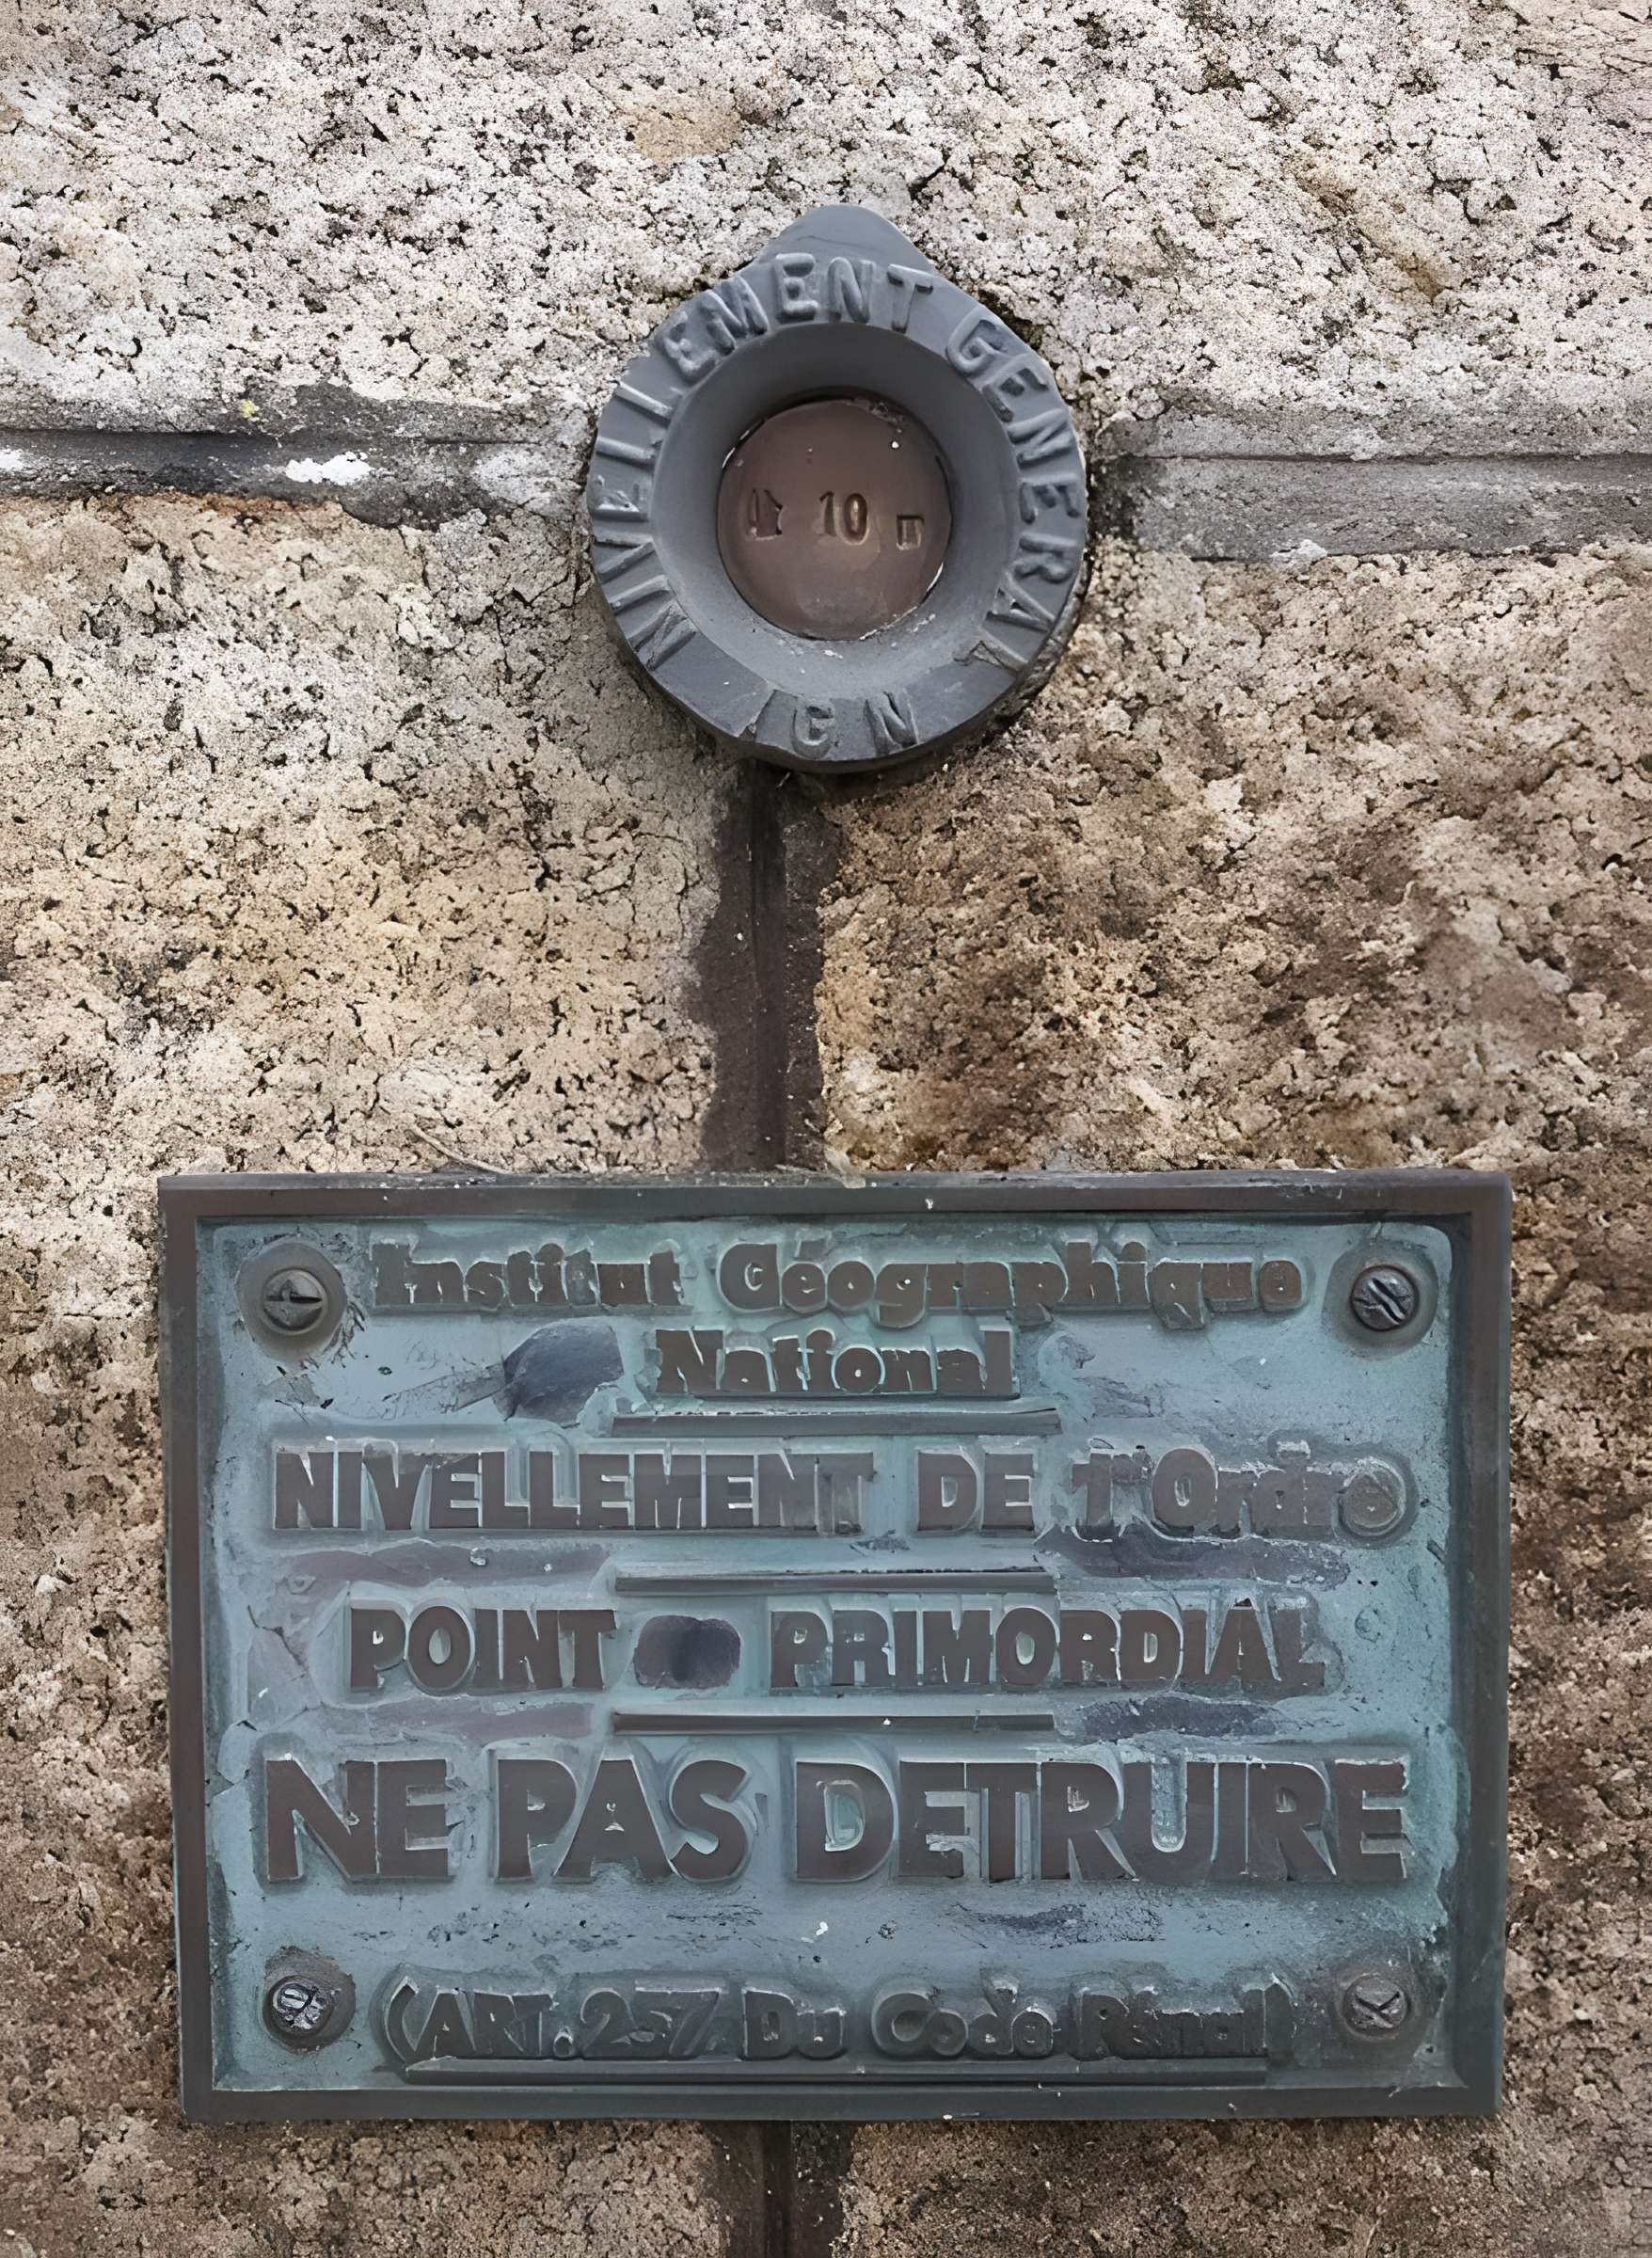 NIVELLEMENT GENERAL
IGN
10
Institut Géographique
National
NIVELLEMENT DE 1er Ordre
POINT PRIMORDIAL
NE PAS DETRUIRE
(ART. 257 Du Code Pénal)